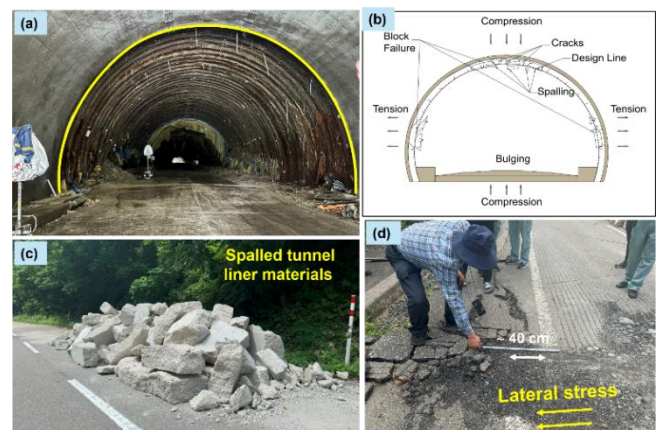 (a)
(b)
Compression
Block
Failure
Cracks
Design Line
Spalling
Tension
Tension
Bulging
Compression
(c)
Spalled tunnel
liner materials
(d)
~ 40 cm
Lateral stress